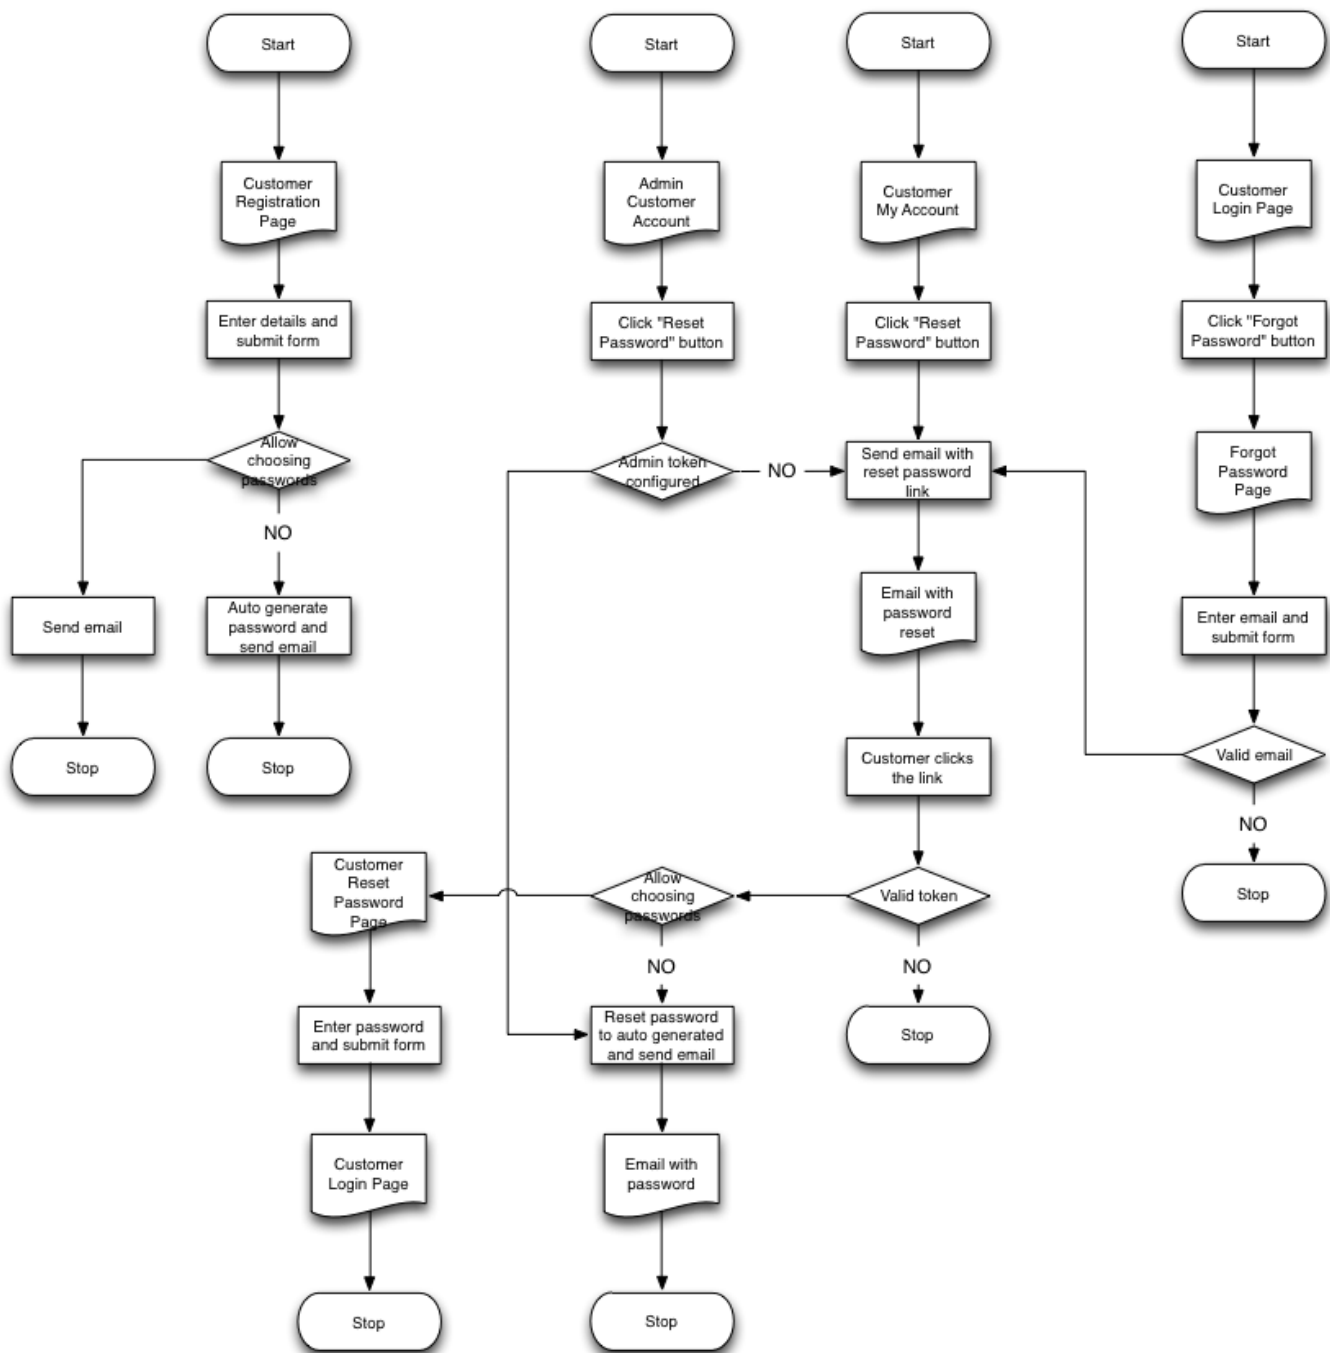 Start
Start
Start
Start
Customer
Registration
Page
Admin
Customer
Account
Customer
My Account
Customer
Login Page
Enter details and
submit form
Click "Reset
Password" button
Click "Reset
Password" button
Click "Forgot
Password" button
Allow
choosing
passwords
Admin token
configured
NO
Send email with
reset password
link
Forgot
Password
Page
NO
Send email
Auto generate
password and
send email
Email with
password
reset
Enter email and
submit form
Stop
Stop
Customer clicks
the link
Valid email
NO
Customer
Reset
Password
Page
Allow
choosing
passwords
Valid token
Stop
NO
NO
Enter password
and submit form
Reset password
to auto generated
and send email
Stop
Customer
Login Page
Email with
password
Stop
Stop